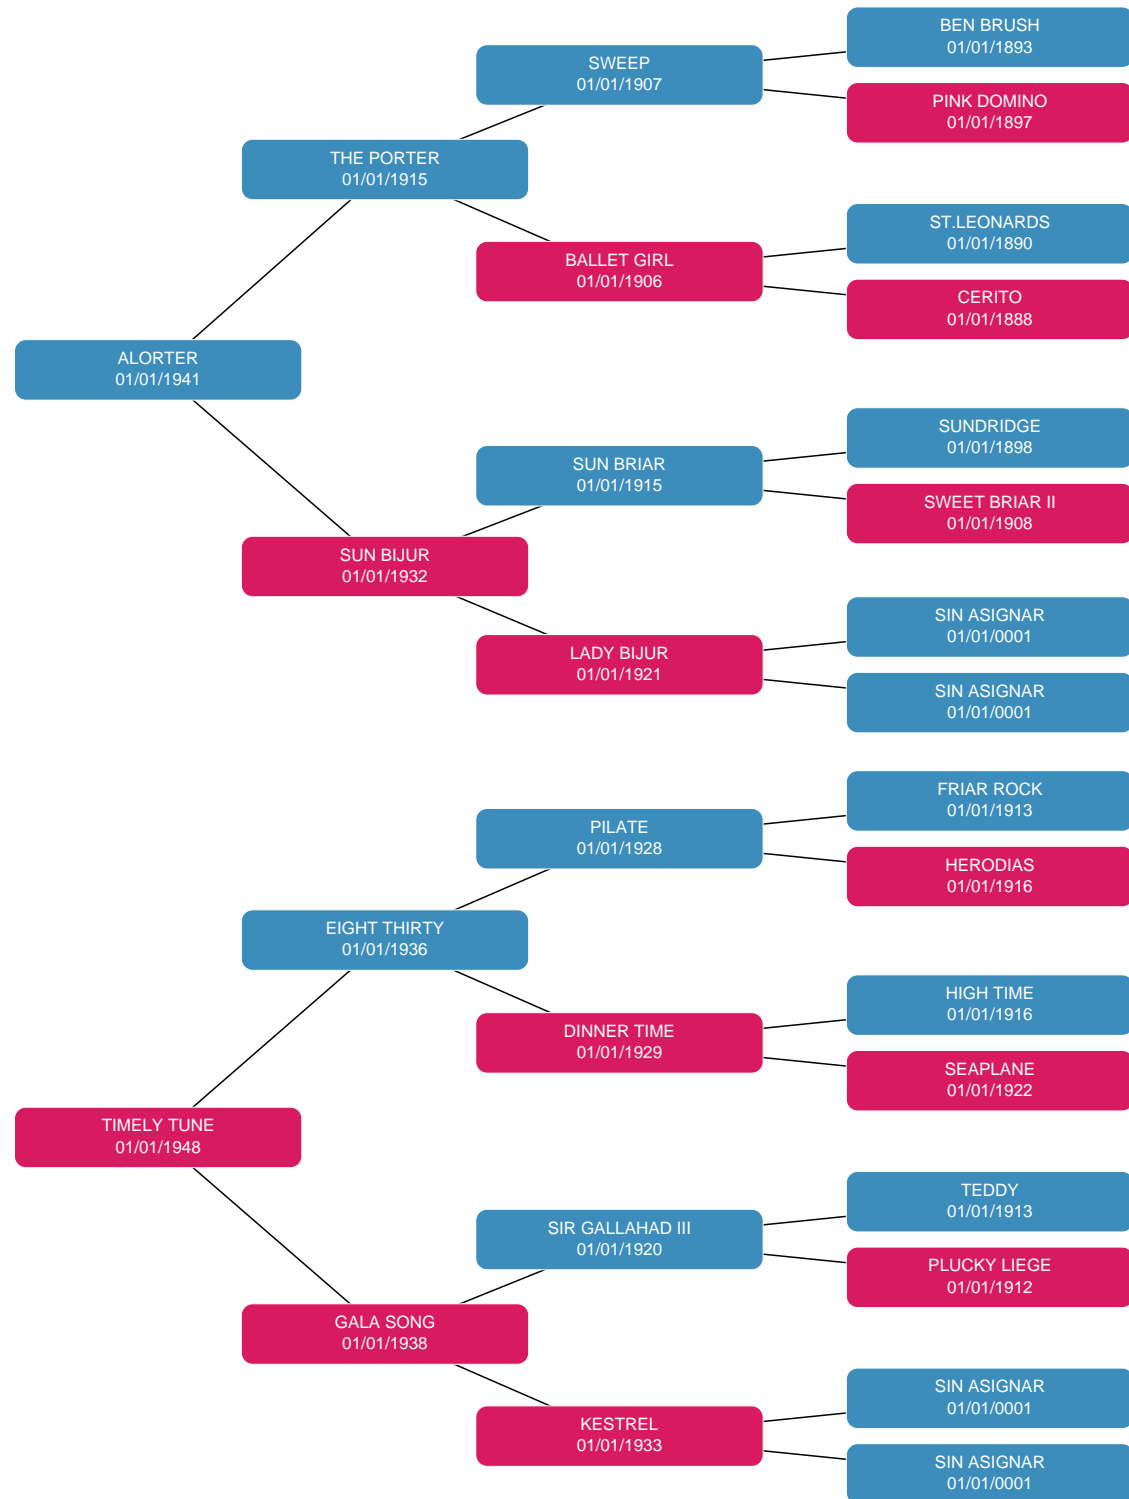 BEN BRUSH
01/01/1893
SWEEP
01/01/1907
PINK DOMINO
01/01/1897
THE PORTER
01/01/1915
ST.LEONARDS
01/01/1890
BALLET GIRL
01/01/1906
CERITO
01/01/1888
ALORTER
01/01/1941
SUNDRIDGE
01/01/1898
SUN BRIAR
01/01/1915
SWEET BRIAR II
01/01/1908
SUN BIJUR
01/01/1932
SIN ASIGNAR
01/01/0001
LADY BIJUR
01/01/1921
SIN ASIGNAR
01/01/0001
FRIAR ROCK
01/01/1913
PILATE
01/01/1928
HERODIAS
01/01/1916
EIGHT THIRTY
01/01/1936
HIGH TIME
01/01/1916
DINNER TIME
01/01/1929
SEAPLANE
01/01/1922
TIMELY TUNE
01/01/1948
TEDDY
01/01/1913
SIR GALLAHAD III
01/01/1920
PLUCKY LIEGE
01/01/1912
GALA SONG
01/01/1938
SIN ASIGNAR
01/01/0001
KESTREL
01/01/1933
SIN ASIGNAR
01/01/0001